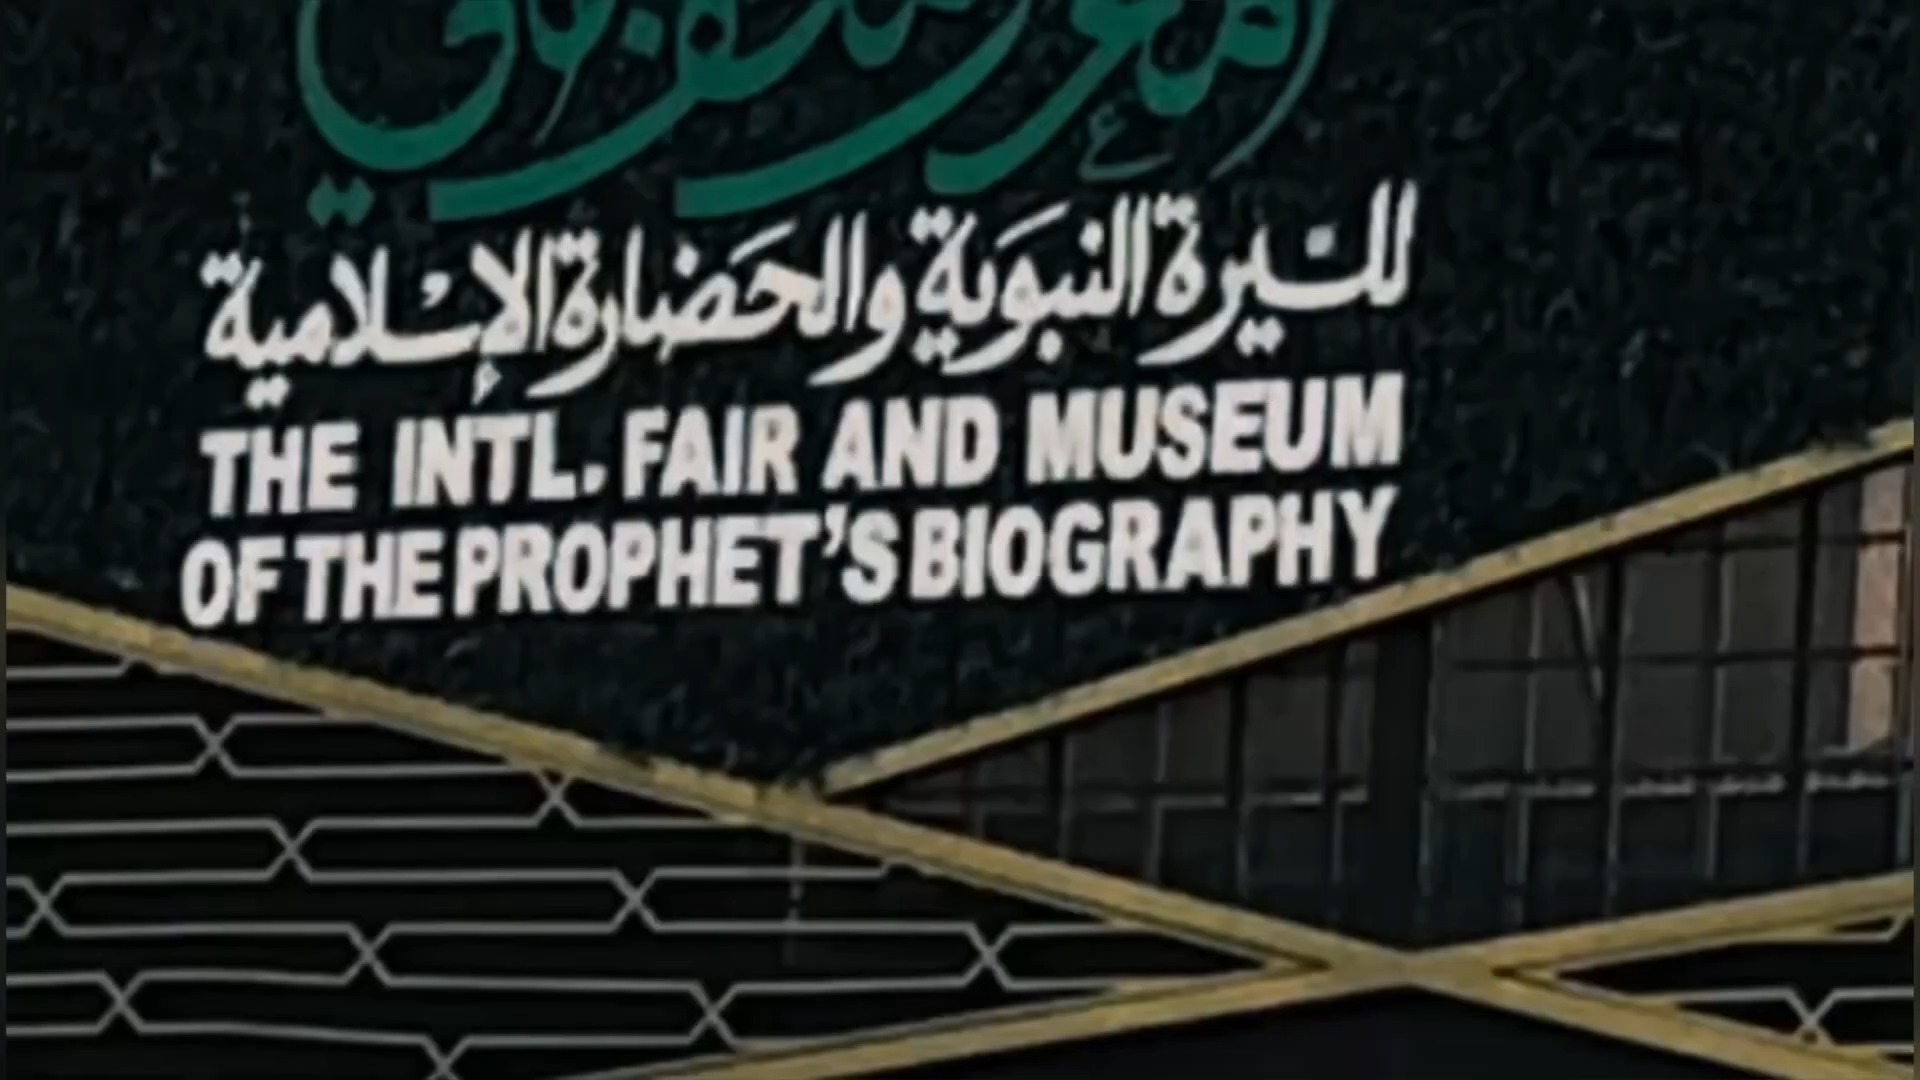 للسيرة النبوية والحضارة الإسلامية
THE INTL. FAIR AND MUSEUM
OF THE PROPHET'S BIOGRAPHY